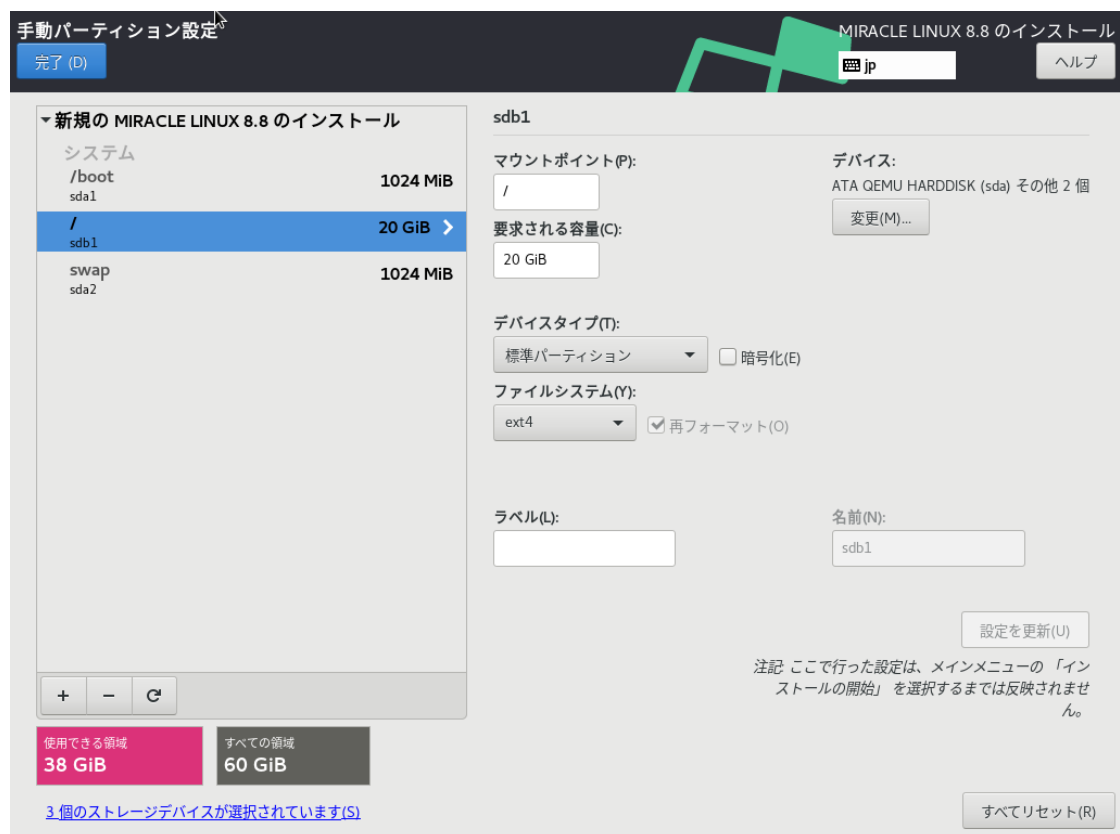 手動パーティション設定
MIRACLE LINUX 8.8 のインストール
完了 (D)
jp
ヘルプ
新規の MIRACLE LINUX 8.8 のインストール
システム
/boot
1024 MiB
sda1
/
20 GiB
sdb1
swap
1024 MiB
sda2
sdb1
マウントポイント(P):
/
要求される容量(C):
20 GiB
デバイス:
ATA QEMU HARDDISK (sda) その他 2 個
変更(M)...
デバイスタイプ(T):
標準パーティション
暗号化(E)
ファイルシステム(Y):
ext4
再フォーマット(O)
ラベル(L):
名前(N):
sdb1
設定を更新(U)
注記: ここで行った設定は、メインメニューの 「イン
ストールの開始」 を選択するまでは反映されませ
ん。
+ −
使用できる領域
38 GiB
すべての領域
60 GiB
3 個のストレージデバイスが選択されています(S)
すべてリセット(R)